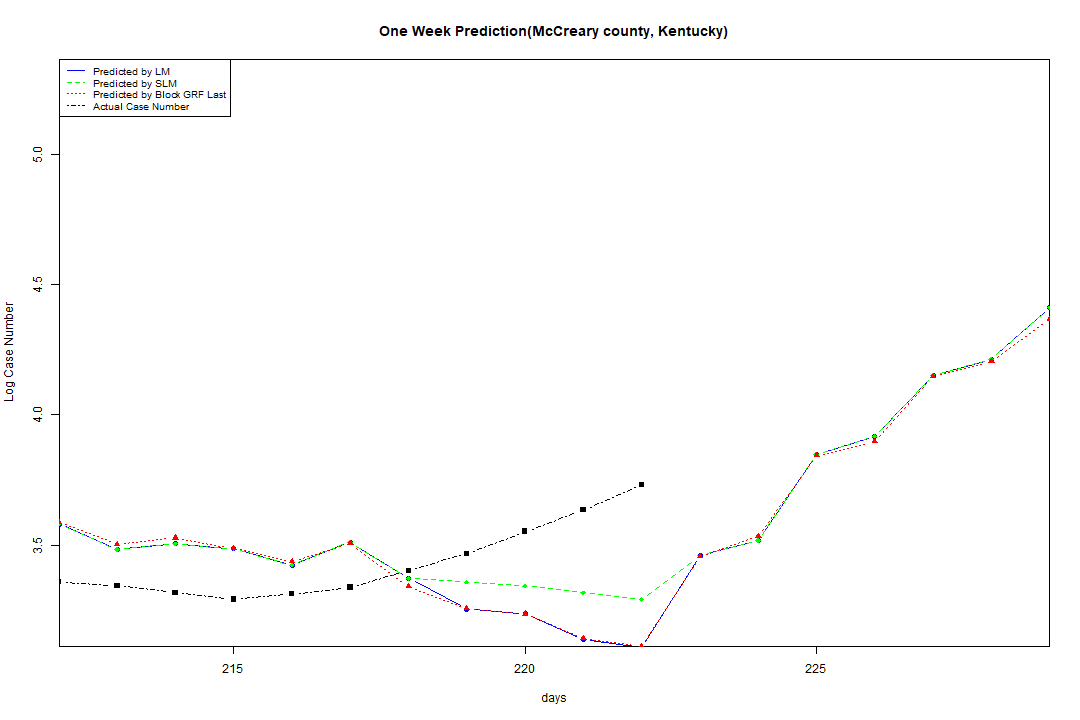 One Week Prediction(McCreary county, Kentucky)
Predicted by LM
Predicted by SLM
Predicted by Block GRF Last
Actual Case Number
5.0
4.5
4.0
3.5
Log Case Number
215 220 225
days